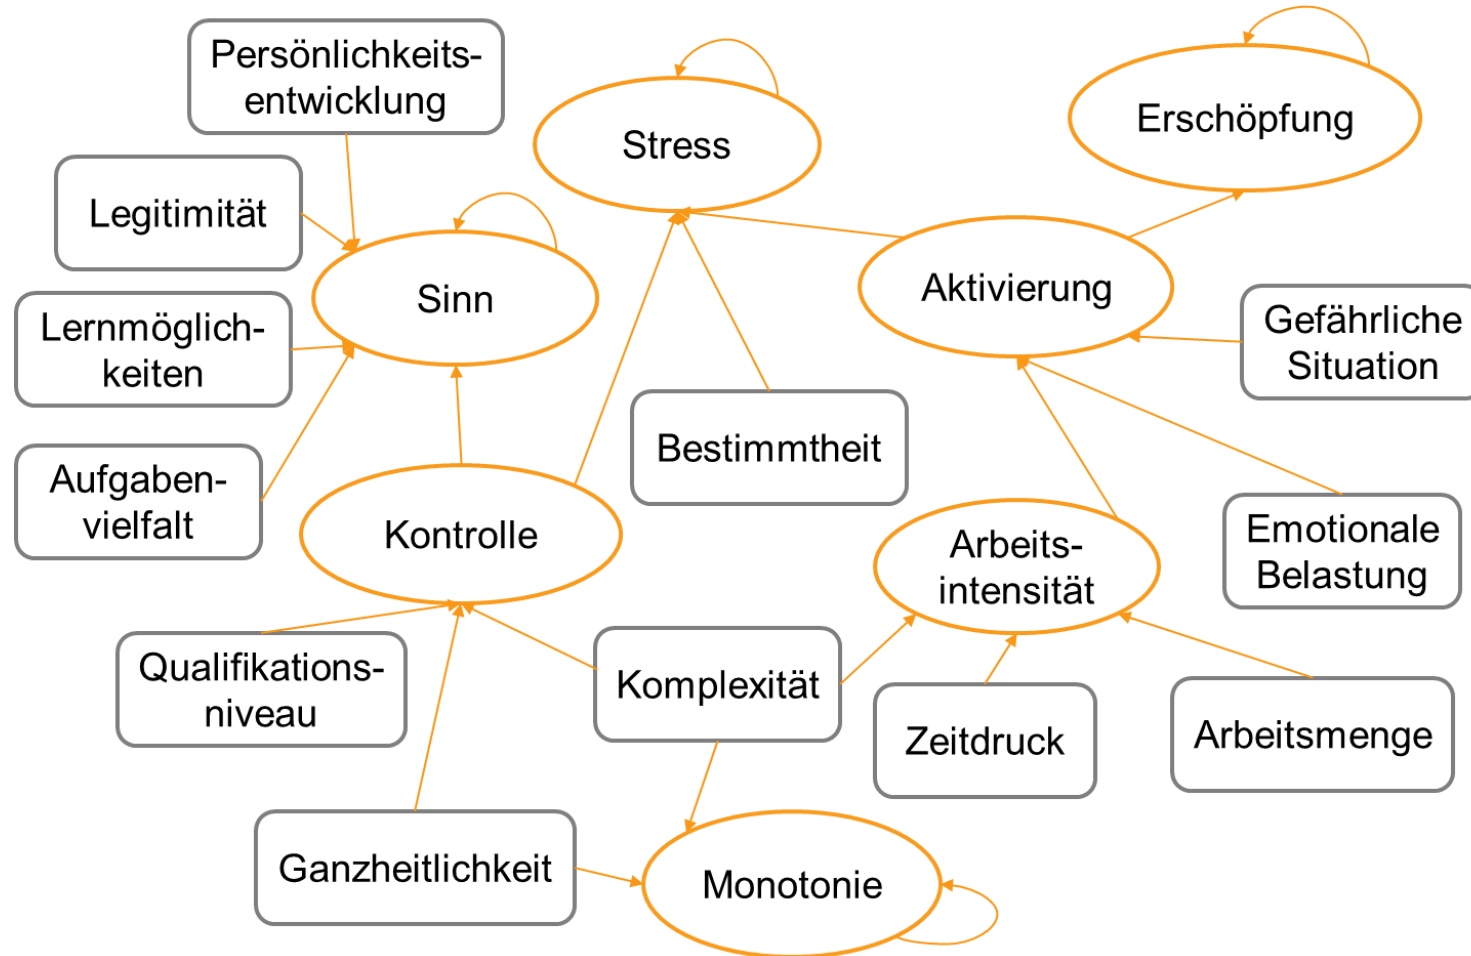 Persönlichkeits-
entwicklung
Stress
Erschöpfung
Legitimität
Sinn
Aktivierung
Lernmöglich-
keiten
Gefährliche
Situation
Aufgaben-
vielfalt
Bestimmtheit
Kontrolle
Arbeits-
intensität
Emotionale
Belastung
Qualifikations-
niveau
Komplexität
Zeitdruck
Arbeitsmenge
Ganzheitlichkeit
Monotonie